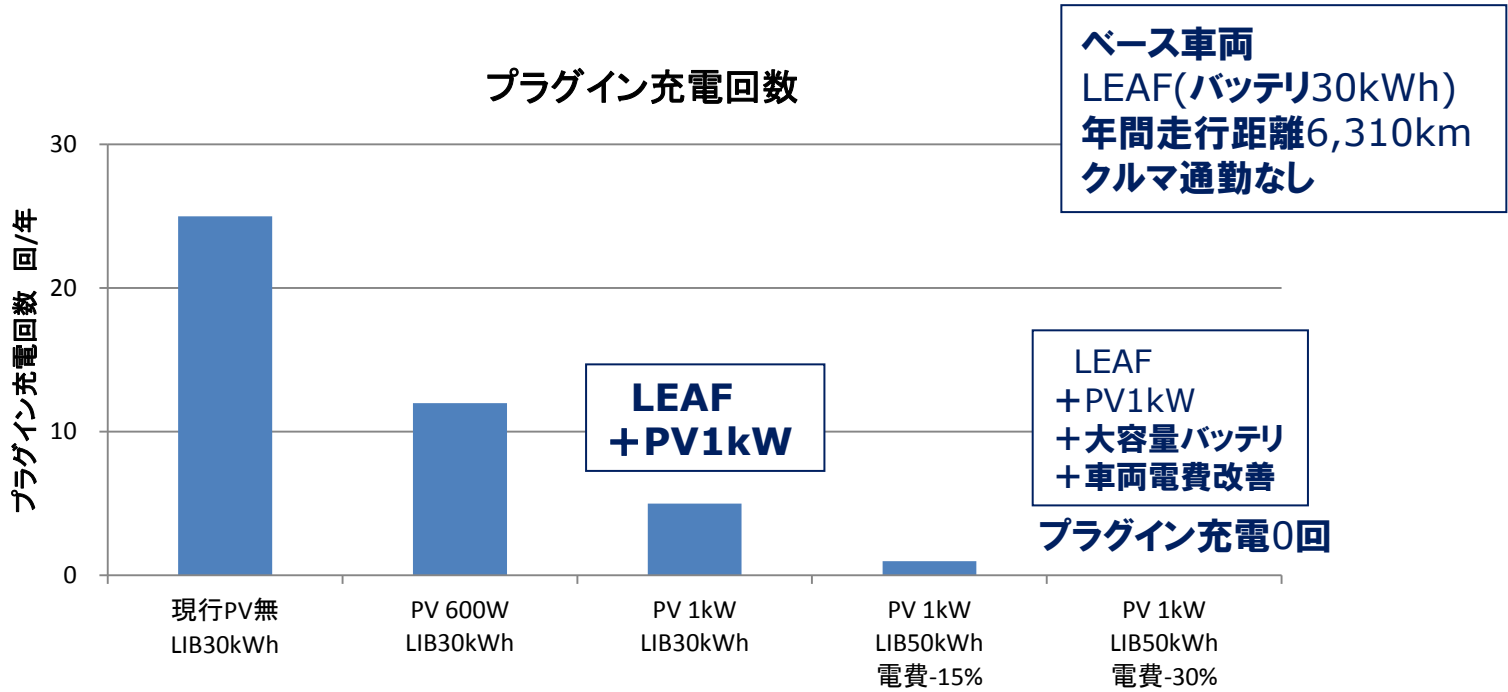 プラグイン充電回数
ベース車両
LEAF(バッテリ30kWh)
年間走行距離6,310km
クルマ通勤なし
プラグイン充電回数 回/年
30
20
10
0
LEAF
+PV1kW
LEAF
+PV1kW
+大容量バッテリ
+車両電費改善
プラグイン充電0回
現行PV無
LIB30kWh
PV 600W
LIB30kWh
PV 1kW
LIB30kWh
PV 1kW
LIB50kWh
電費-15%
PV 1kW
LIB50kWh
電費-30%